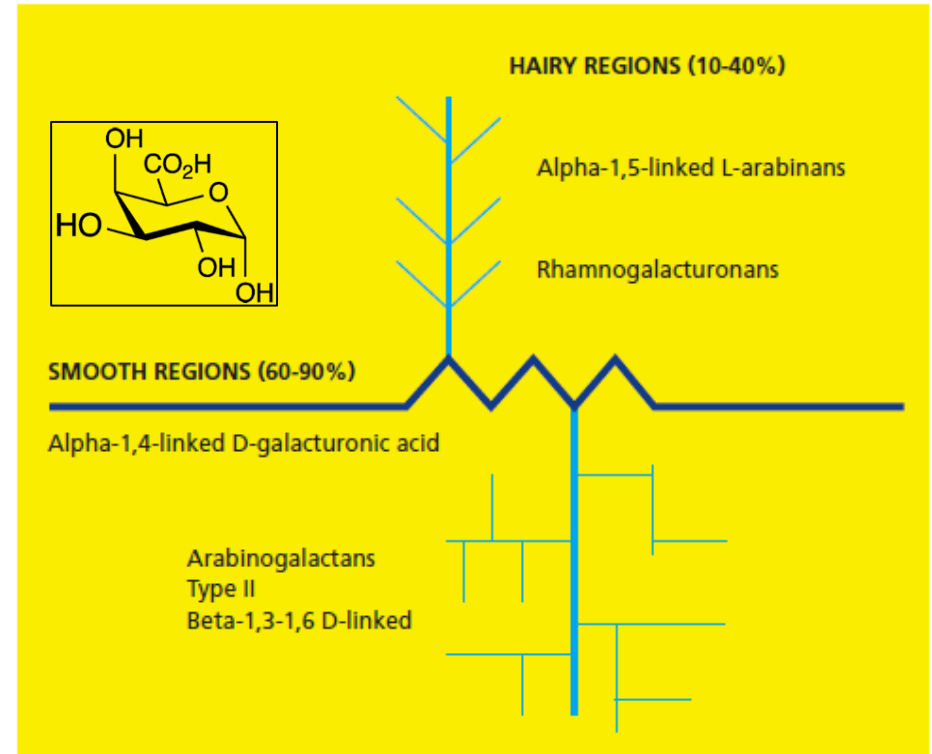 HAIRY REGIONS (10-40%)
OH
CO₂H
O
HO
OH
OH
Alpha-1,5-linked L-arabinans
Rhamnogalacturonans
SMOOTH REGIONS (60-90%)
Alpha-1,4-linked D-galacturonic acid
Arabinogalactans
Type II
Beta-1,3-1,6 D-linked